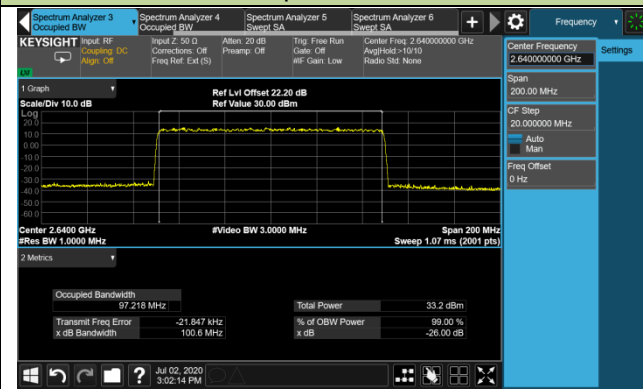 Spectrum Analyzer 3
Occupied BW
Spectrum Analyzer 4
Occupied BW
Spectrum Analyzer 5
Swept SA
Spectrum Analyzer 6
Swept SA
Frequency
KEYSIGHT
Input: RF
Coupling: DC
Align: Off
Input Z: 50 Ω
Corrections: Off
Freq Ref: Ext (S)
Atten: 20 dB
Preamp: Off
Trig: Free Run
Gate: Off
#IF Gain: Low
Center Freq: 2.640000000 GHz
Avg|Hold:>10/10
Radio Std: None
LXI
Center Frequency
2.640000000 GHz
Settings
Span
200.00 MHz
CF Step
20.000000 MHz
Auto
Man
Freq Offset
0 Hz
1 Graph
Scale/Div 10.0 dB
Ref Lvl Offset 22.20 dB
Ref Value 30.00 dBm
Log
20.0
10.0
0.00
-10.0
-20.0
-30.0
-40.0
-50.0
-60.0
Center 2.6400 GHz
#Res BW 1.0000 MHz
#Video BW 3.0000 MHz
Span 200 MHz
Sweep 1.07 ms (2001 pts)
2 Metrics
Occupied Bandwidth
97.218 MHz
Total Power 33.2 dBm
Transmit Freq Error -21.847 kHz
% of OBW Power 99.00 %
x dB Bandwidth 100.6 MHz
x dB -26.00 dB
Jul 02, 2020
3:02:14 PM